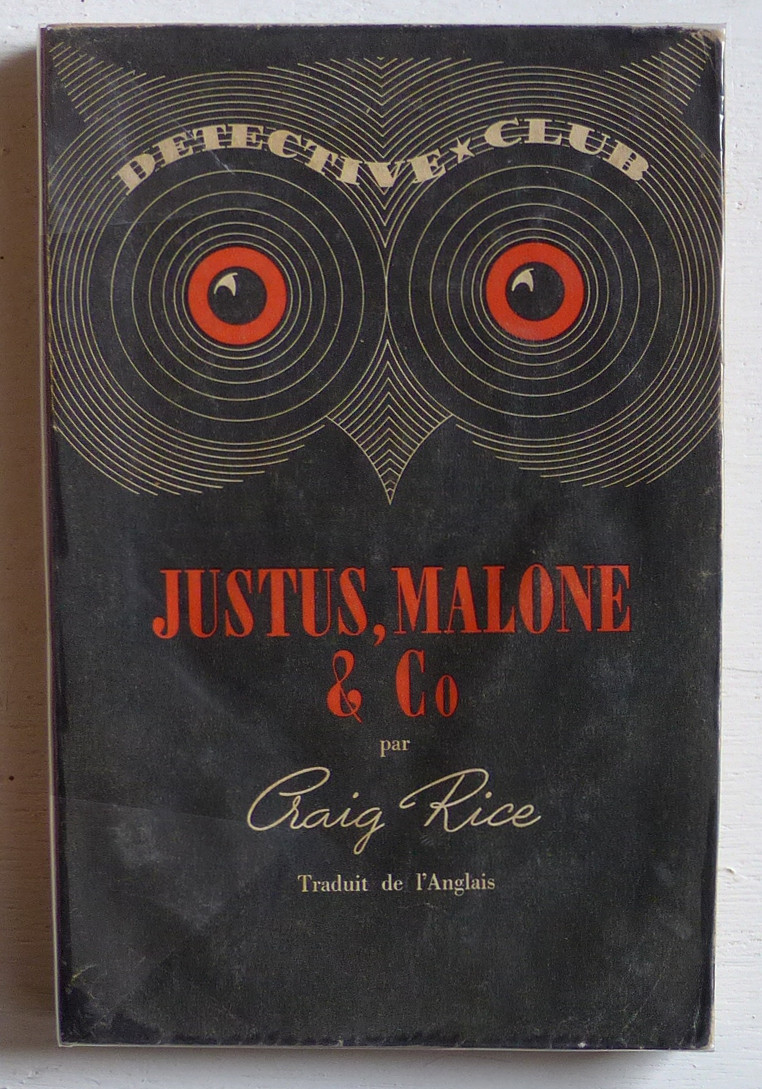 DETECTIVE★CLUB
JUSTUS, MALONE
& Co
par
Craig Rice
Traduit de l'Anglais